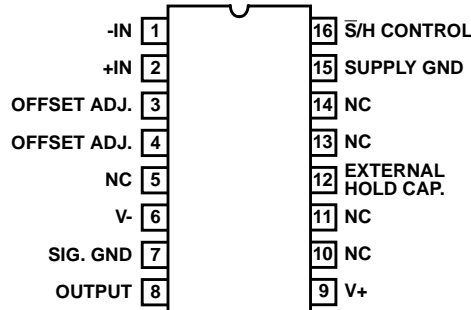 -IN 1
+IN 2
OFFSET ADJ. 3
OFFSET ADJ. 4
NC 5
V- 6
SIG. GND 7
OUTPUT 8
16 S̅/H CONTROL
15 SUPPLY GND
14 NC
13 NC
12 EXTERNAL
HOLD CAP.
11 NC
10 NC
9 V+